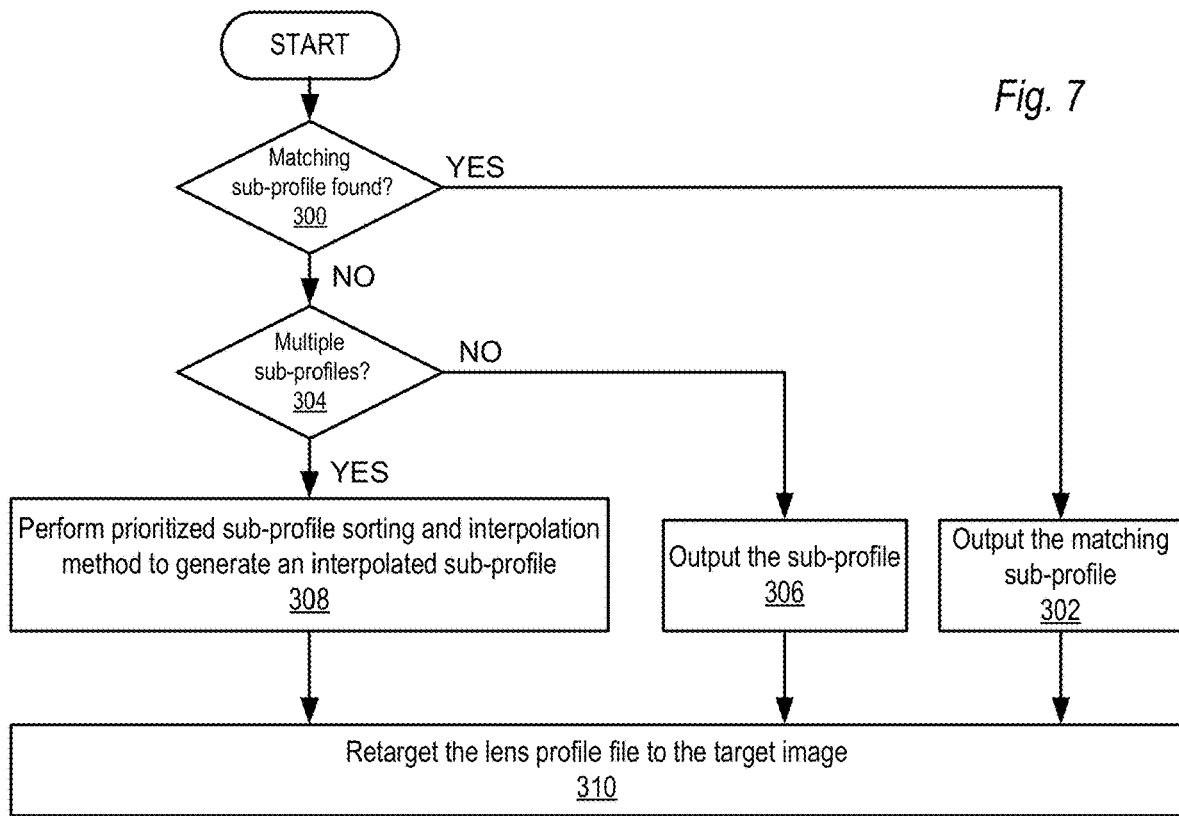 START
Fig. 7
Matching
sub-profile found?
300
YES
NO
Multiple
sub-profiles?
304
NO
YES
Perform prioritized sub-profile sorting and interpolation
method to generate an interpolated sub-profile
308
Output the sub-profile
306
Output the matching
sub-profile
302
Retarget the lens profile file to the target image
310